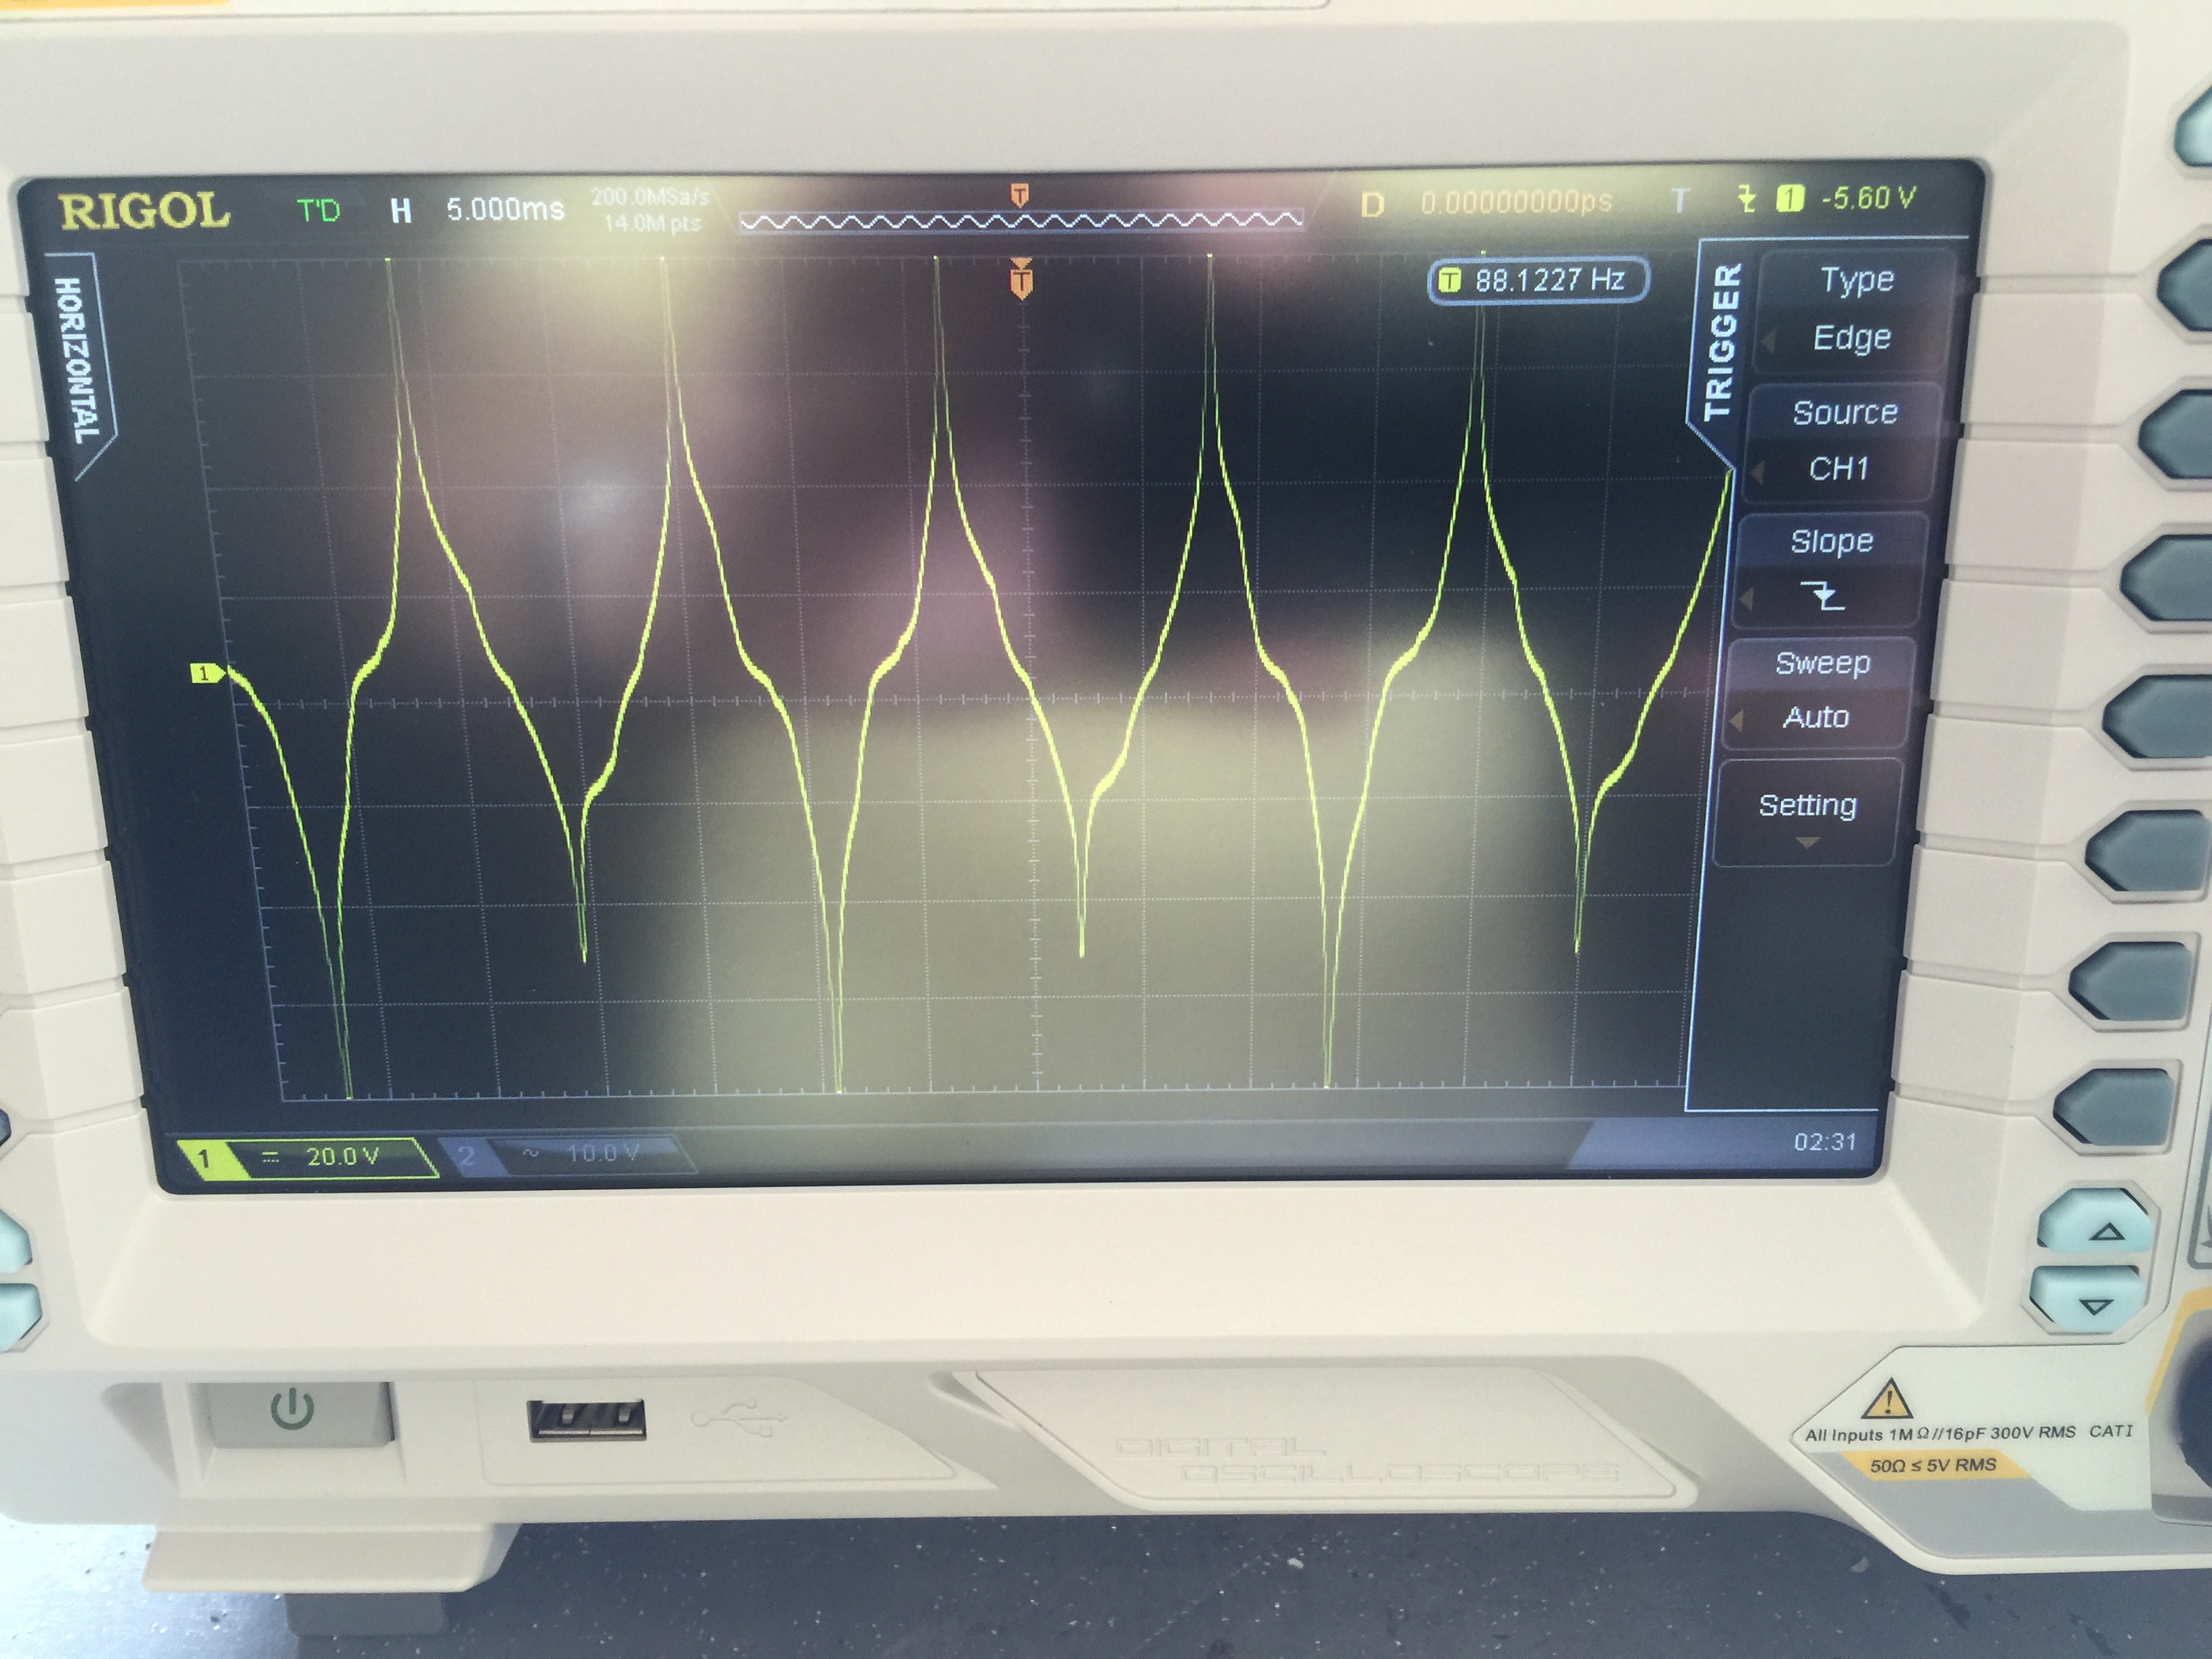 RIGOL T'D H 5.000ms 200.0MSa/s D 0.00000000ps T 1 -5.60 V
14.0M pts
T
HORIZONTAL
T
T 88.1227 Hz
TRIGGER
Type
Edge
Source
CH1
Slope
Sweep
Auto
Setting
1
1 20.0 V 2 ~ 10.0 V 02:31
DIGITAL
OSCILLOSCOPE
All Inputs 1MΩ//16pF 300V RMS CATI
50Ω ≤ 5V RMS